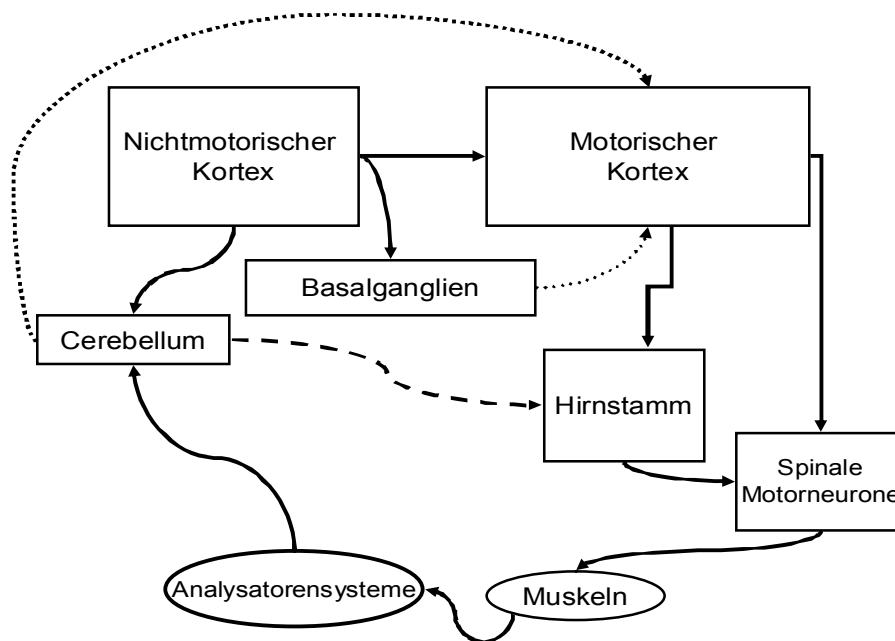 Nichtmotorischer
Kortex
Motorischer
Kortex
Basalganglien
Cerebellum
Hirnstamm
Spinale
Motorneurone
Analysatorensysteme
Muskeln